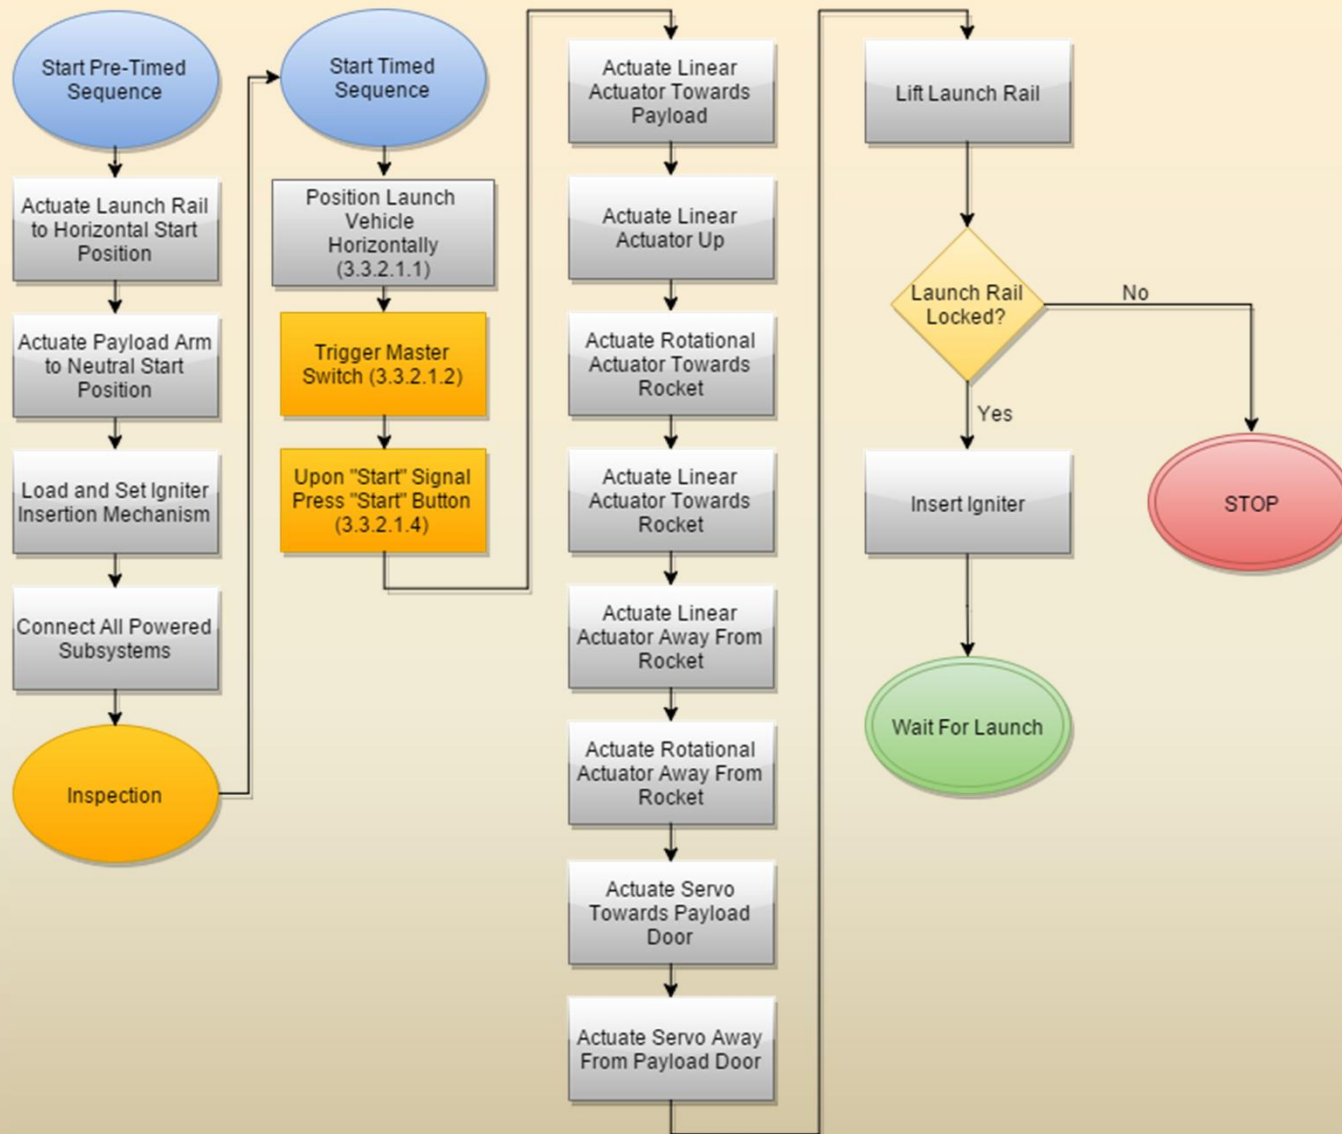 Start Pre-Timed
Sequence
Actuate Launch Rail
to Horizontal Start
Position
Actuate Payload Arm
to Neutral Start
Position
Load and Set Igniter
Insertion Mechanism
Connect All Powered
Subsystems
Inspection
Start Timed
Sequence
Position Launch
Vehicle
Horizontally
(3.3.2.1.1)
Trigger Master
Switch (3.3.2.1.2)
Upon "Start" Signal
Press "Start" Button
(3.3.2.1.4)
Actuate Linear
Actuator Towards
Payload
Actuate Linear
Actuator Up
Actuate Rotational
Actuator Towards
Rocket
Actuate Linear
Actuator Towards
Rocket
Actuate Linear
Actuator Away From
Rocket
Actuate Rotational
Actuator Away From
Rocket
Actuate Servo
Towards Payload
Door
Actuate Servo Away
From Payload Door
Lift Launch Rail
Launch Rail
Locked?
No
Yes
Insert Igniter
STOP
Wait For Launch